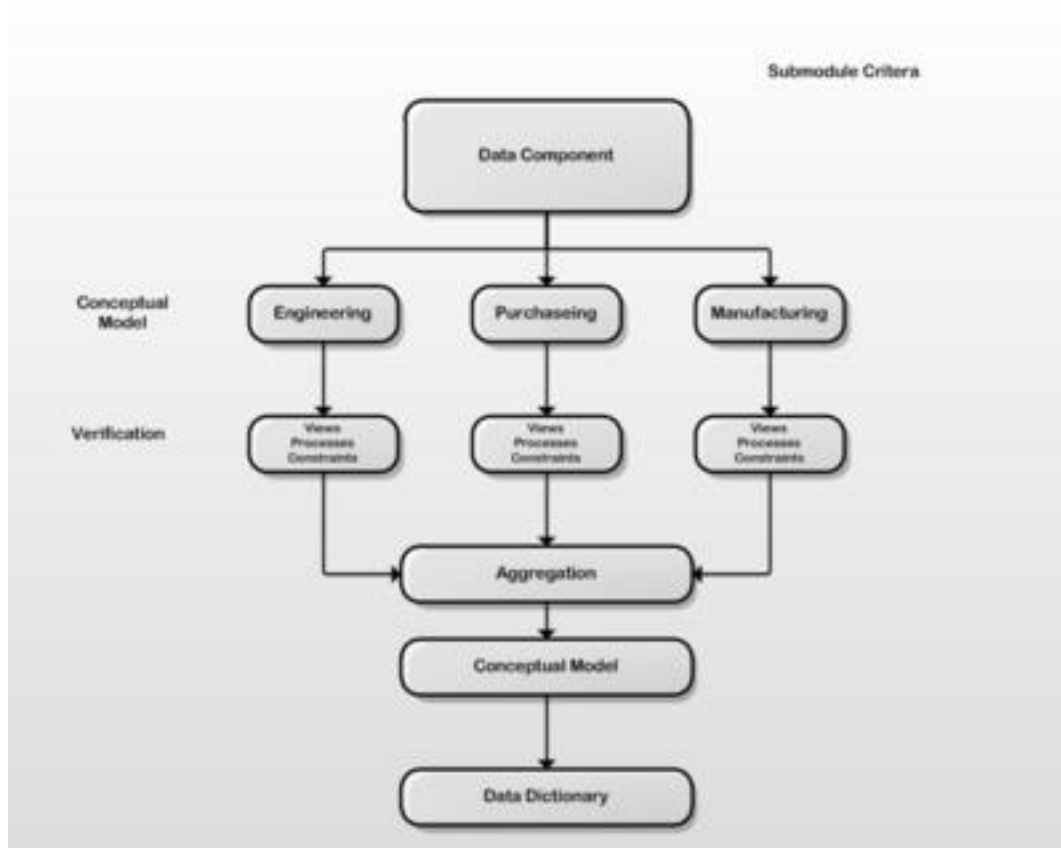 Submodule Critera
Data Component
Conceptual
Model
Engineering
Purchaseing
Manufacturing
Verification
Views
Processes
Constraints
Views
Processes
Constraints
Views
Processes
Constraints
Aggregation
Conceptual Model
Data Dictionary